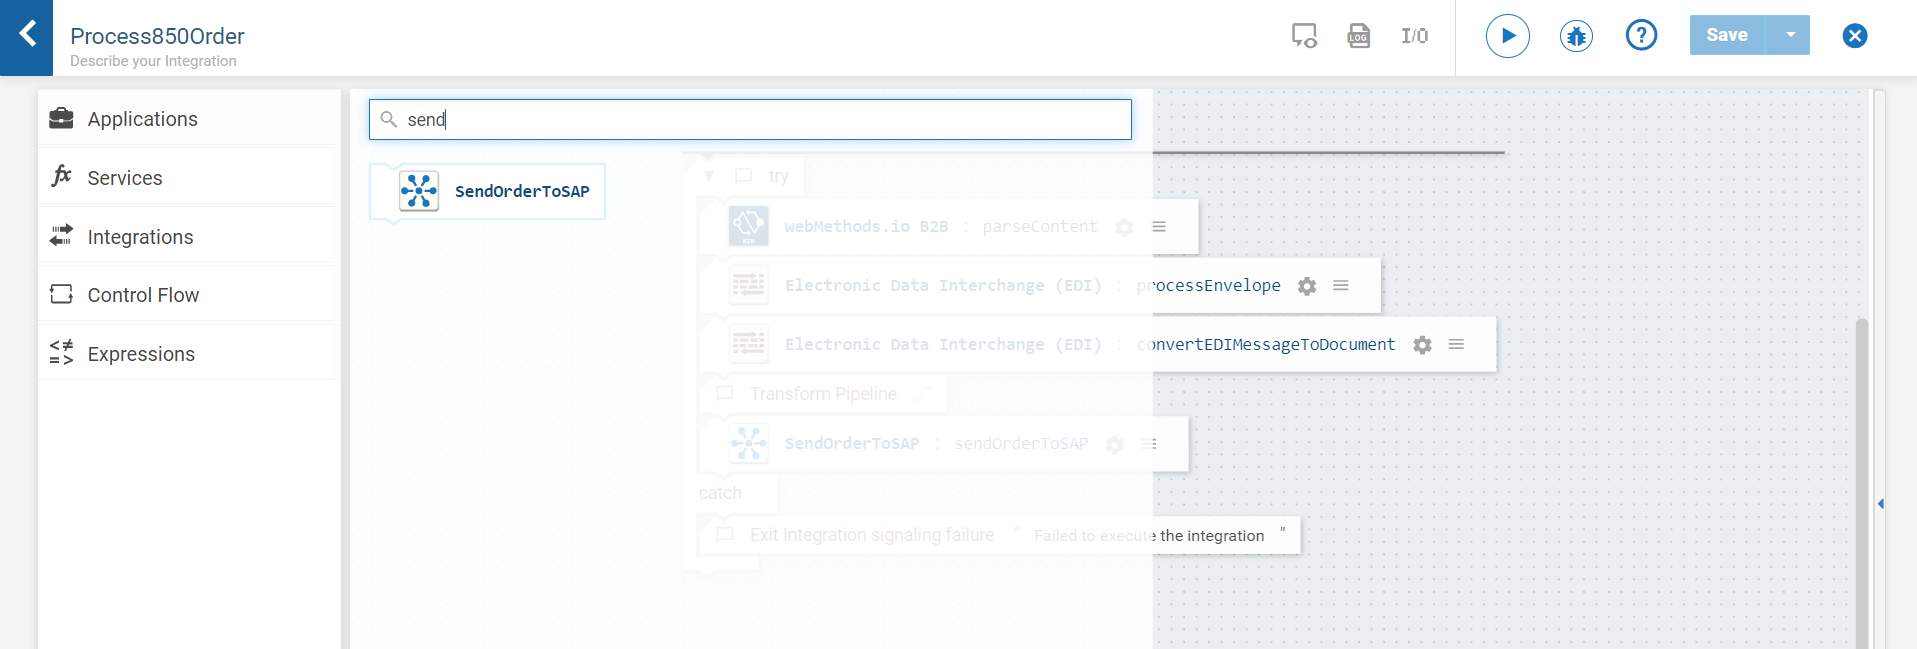 Process850Order
Describe your Integration
LOG
I/O
?
Save
Applications
Services
Integrations
Control Flow
Expressions
send
SendOrderToSAP
try
webMethods.io B2B : parseContent
B2B
Electronic Data Interchange (EDI) : processEnvelope
Electronic Data Interchange (EDI) : convertEDIMessageToDocument
Transform Pipeline
SendOrderToSAP : sendOrderToSAP
catch
Exit Integration signaling failure " Failed to execute the integration "